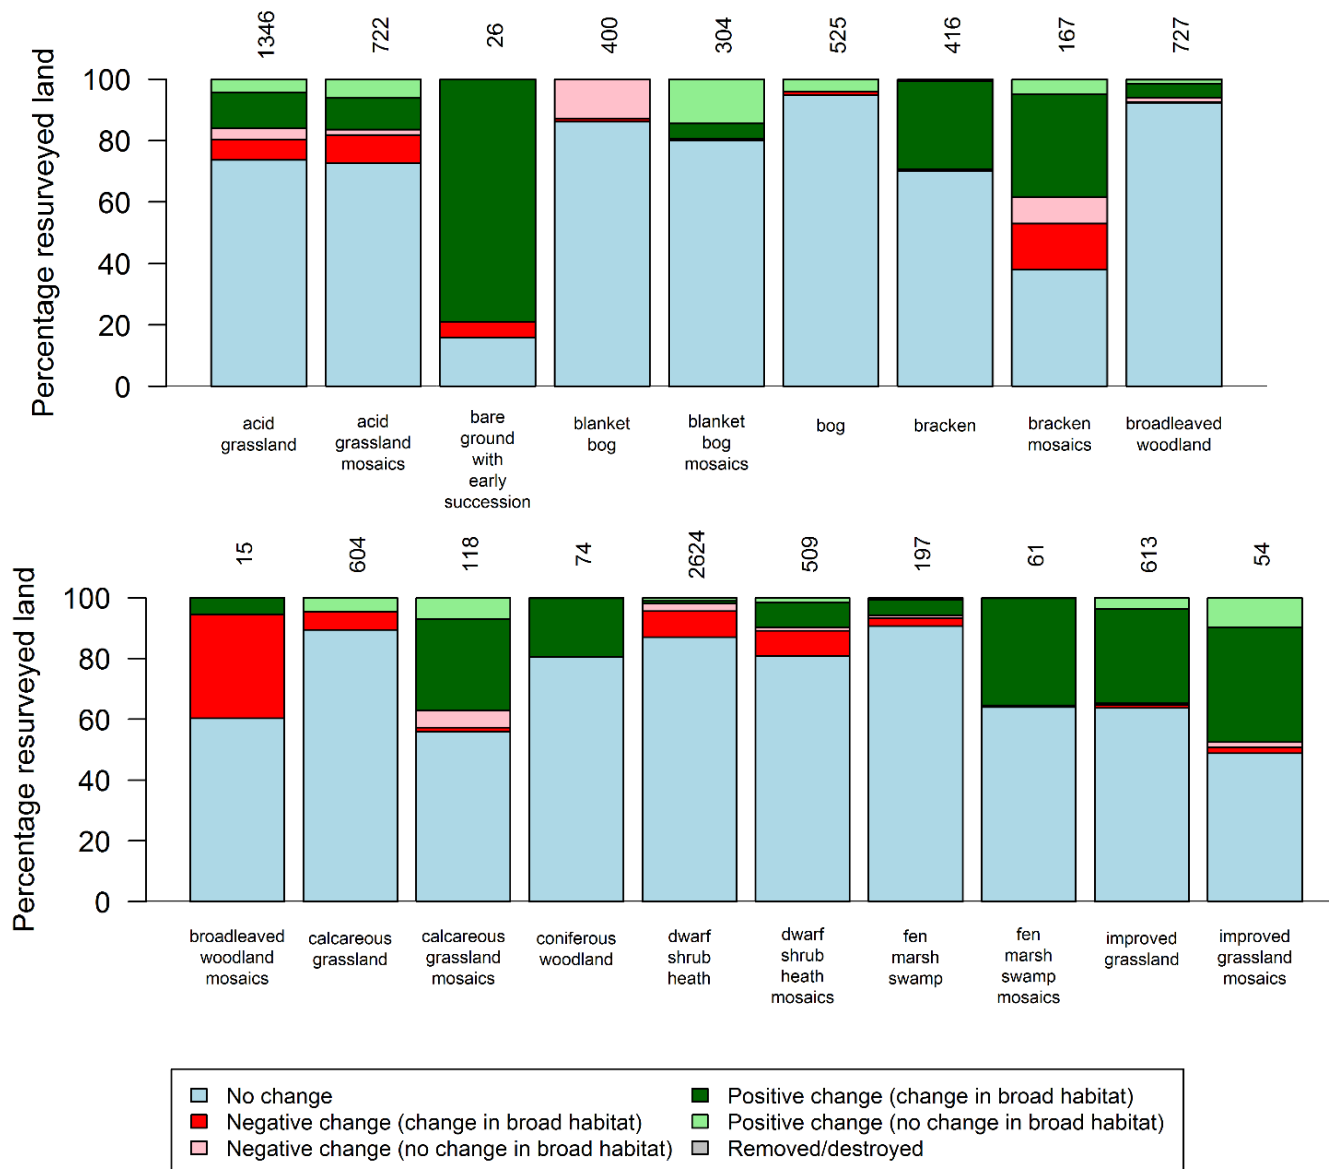 1346
722
26
400
304
525
416
167
727
Percentage resurveyed land
100
80
60
40
20
0
acid
grassland
acid
grassland
mosaics
bare
ground
with
early
succession
blanket
bog
blanket
bog
mosaics
bog
bracken
bracken
mosaics
broadleaved
woodland
15
604
118
74
2624
509
197
61
613
54
Percentage resurveyed land
100
80
60
40
20
0
broadleaved
woodland
mosaics
calcareous
grassland
calcareous
grassland
mosaics
coniferous
woodland
dwarf
shrub
heath
dwarf
shrub
heath
mosaics
fen
marsh
swamp
fen
marsh
swamp
mosaics
improved
grassland
improved
grassland
mosaics
No change
Negative change (change in broad habitat)
Negative change (no change in broad habitat)
Positive change (change in broad habitat)
Positive change (no change in broad habitat)
Removed/destroyed